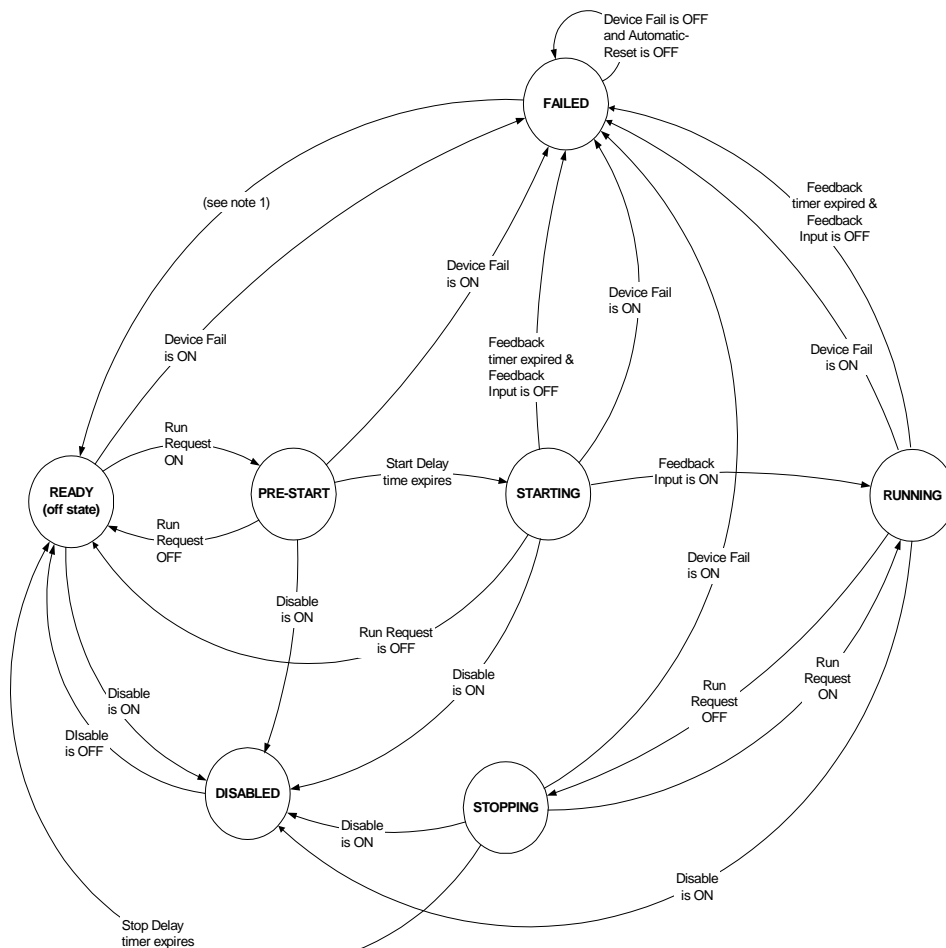 Device Fail is OFF
and Automatic-
Reset is OFF
FAILED
(see note 1)
Feedback
timer expired &
Feedback
Input is OFF
Device Fail
is ON
Device Fail
is ON
Device Fail
is ON
Feedback
timer expired &
Feedback
Input is OFF
Device Fail
is ON
Run
Request
ON
Start Delay
time expires
Feedback
Input is ON
READY
(off state)
PRE-START
STARTING
RUNNING
Run
Request
OFF
Device Fail
is ON
Disable
is ON
Run Request
is OFF
Disable
is ON
Run
Request
OFF
Run
Request
ON
Disable
is ON
DIsable
is OFF
DISABLED
STOPPING
Disable
is ON
Disable
is ON
Stop Delay
timer expires